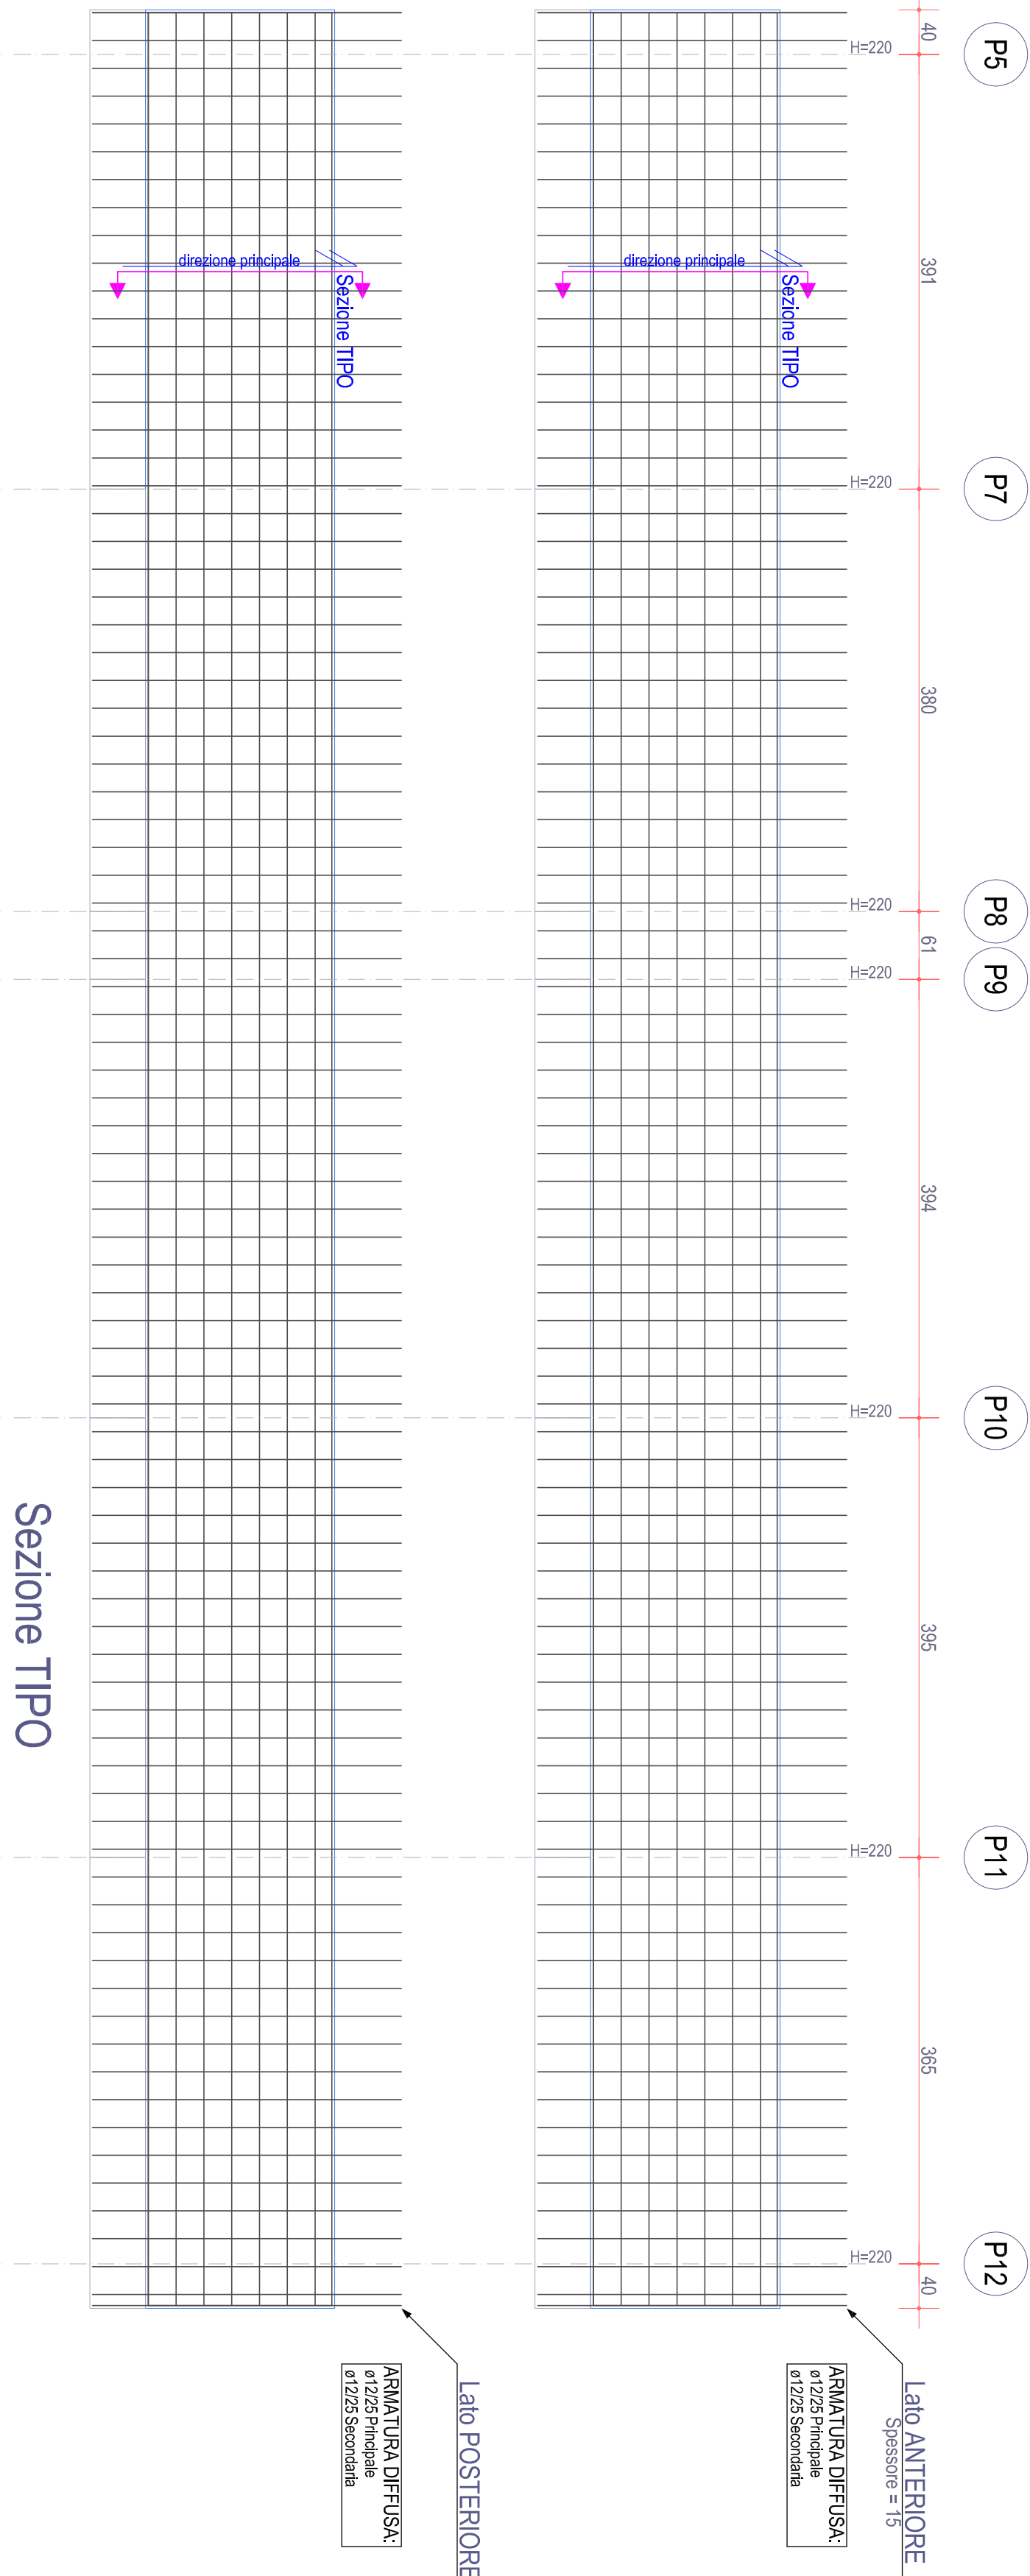 P5
P7
P8
P9
P10
P11
P12
40
391
380
61
394
395
365
40
H=220
H=220
H=220
H=220
H=220
H=220
H=220
direzione principale
Sezione TIPO
Lato ANTERIORE
Spessore = 15
ARMATURA DIFFUSA:
ø12/25 Principale
ø12/25 Secondaria
direzione principale
Sezione TIPO
Lato POSTERIORE
ARMATURA DIFFUSA:
ø12/25 Principale
ø12/25 Secondaria
Sezione TIPO